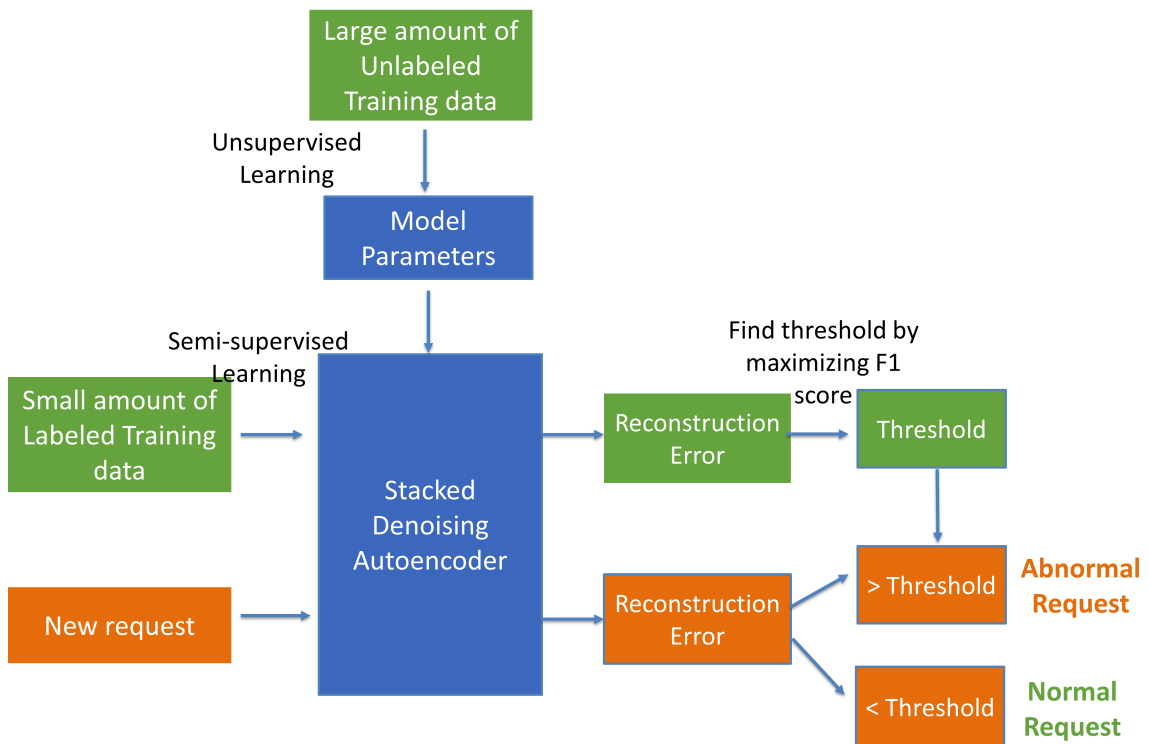 Large amount of
Unlabeled
Training data
Unsupervised
Learning
Model
Parameters
Semi-supervised
Learning
Find threshold by
maximizing F1
score
Small amount of
Labeled Training
data
Reconstruction
Error
Threshold
Stacked
Denoising
Autoencoder
New request
Reconstruction
Error
> Threshold
Abnormal
Request
< Threshold
Normal
Request